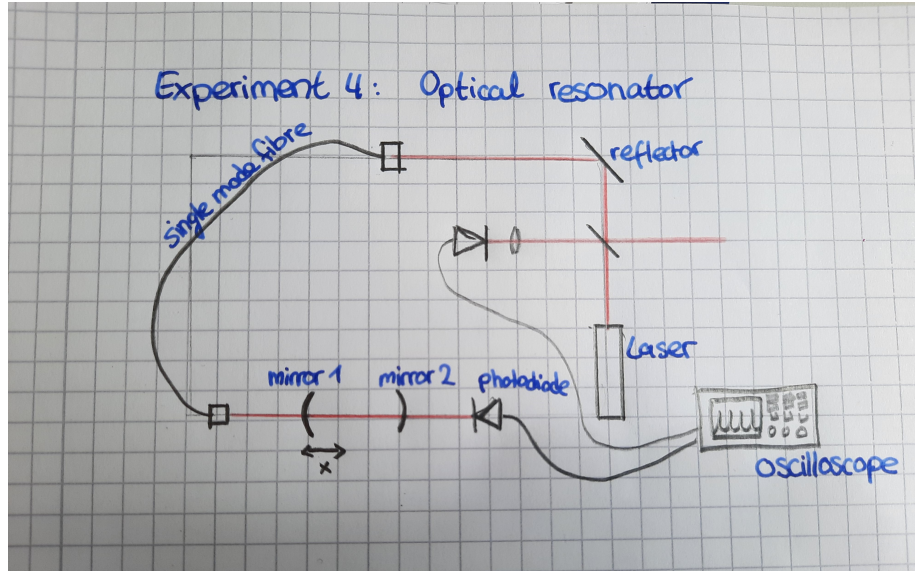 Experiment 4: Optical resonator
single mode fibre
reflector
Laser
mirror 1
mirror 2
photodiode
x
oscilloscope